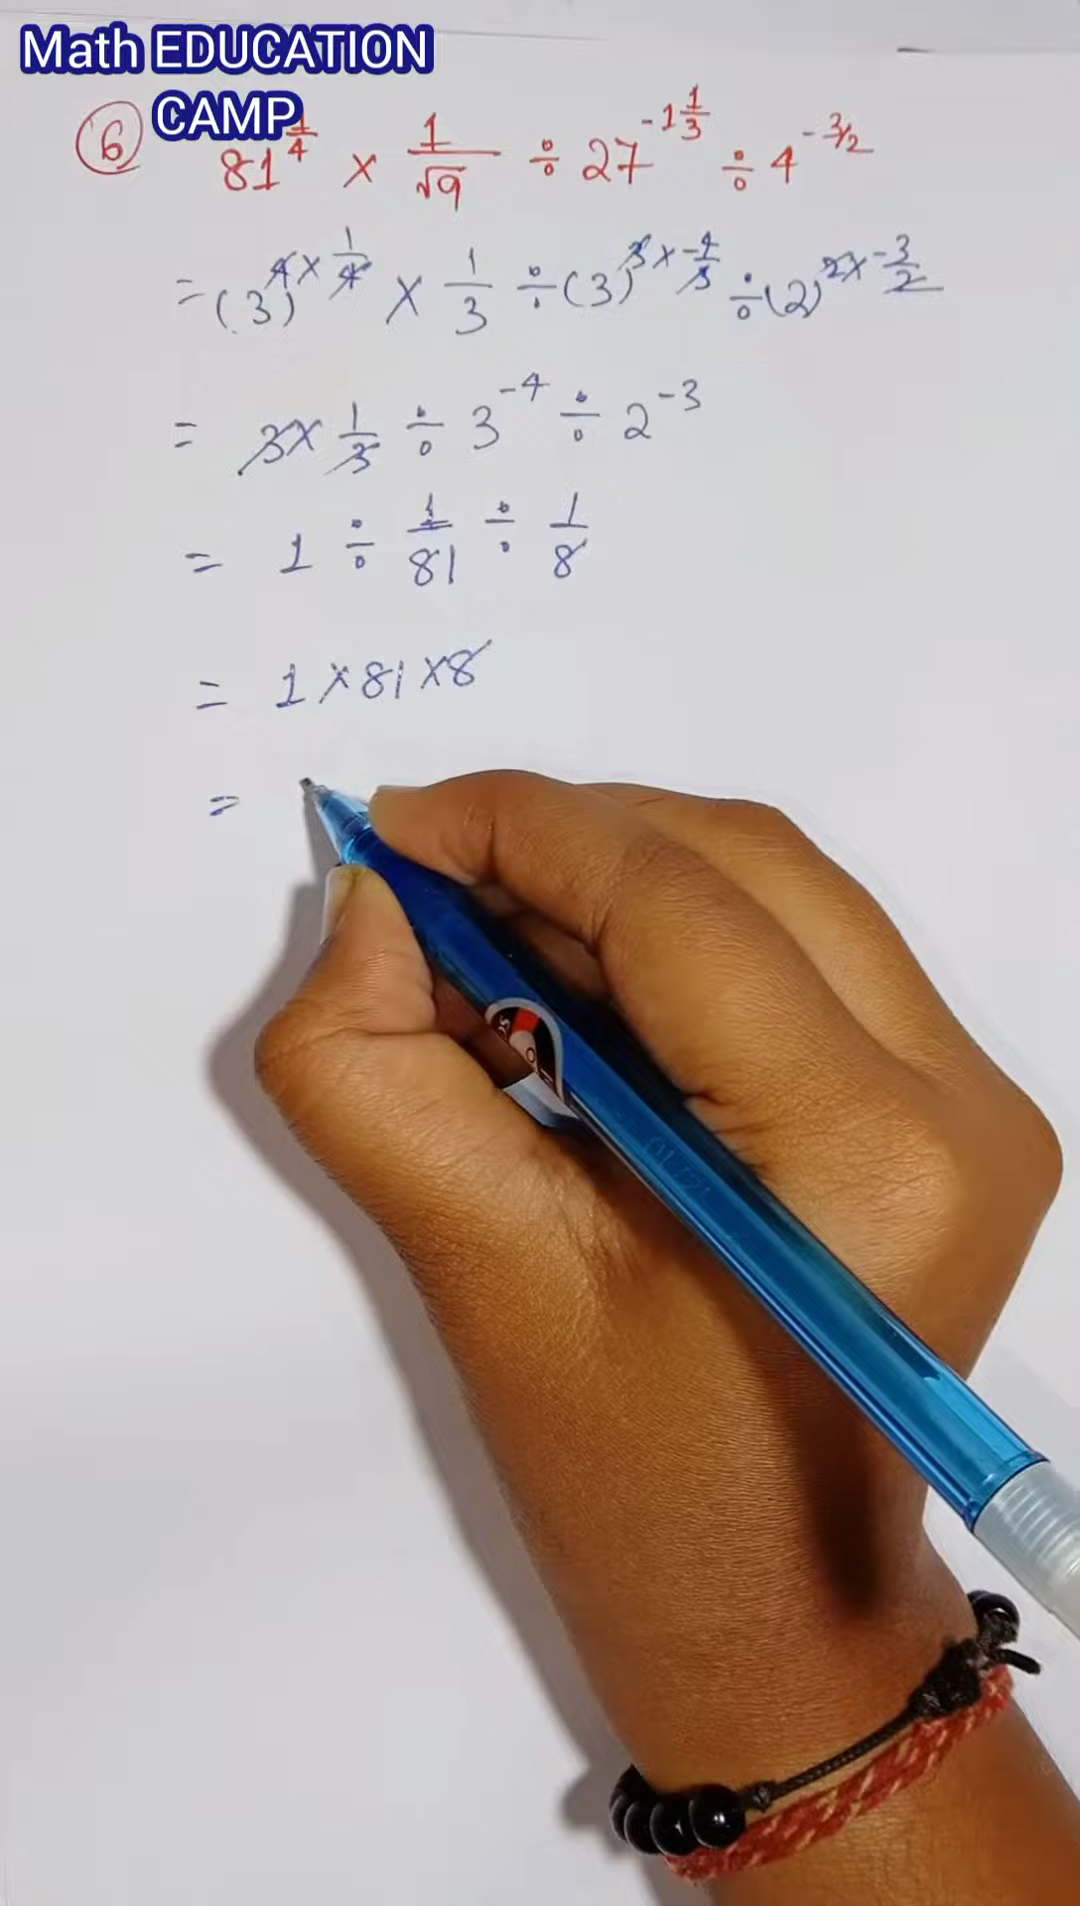 Math EDUCATION
CAMP
⑥ 81^{1/4} × 1/√9 ÷ 27^{-1 1/3} ÷ 4^{-3/2}
= (3)^{4×1/4} × 1/3 ÷ (3)^{3×-4/3} ÷ (2)^{2×-3/2}
= 3 × 1/3 ÷ 3^{-4} ÷ 2^{-3}
= 1 ÷ 1/81 ÷ 1/8
= 1 × 81 × 8
=